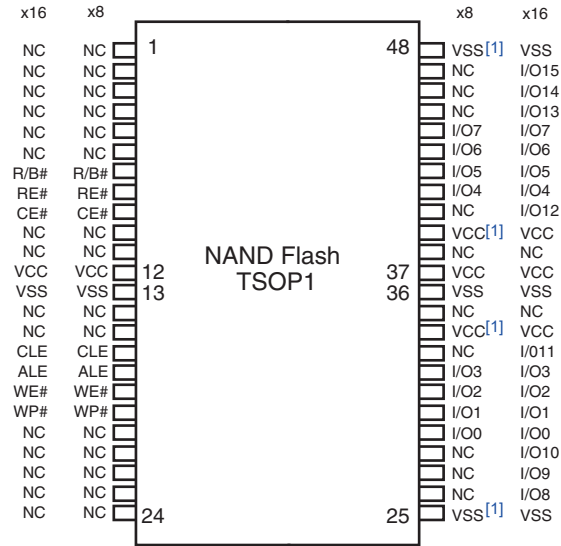 x16 x8 x8 x16
NC NC 1 48 VSS[1] VSS
NC NC NC I/O15
NC NC NC I/O14
NC NC NC I/O13
NC NC I/O7 I/O7
NC NC I/O6 I/O6
R/B# R/B# I/O5 I/O5
RE# RE# I/O4 I/O4
CE# CE# NC I/O12
NC NC VCC[1] VCC
NC NC NAND Flash NC NC
VCC VCC 12 TSOP1 37 VCC VCC
VSS VSS 13 36 VSS VSS
NC NC NC NC
NC NC VCC[1] VCC
CLE CLE NC I/011
ALE ALE I/O3 I/O3
WE# WE# I/O2 I/O2
WP# WP# I/O1 I/O1
NC NC I/O0 I/O0
NC NC NC I/O10
NC NC NC I/O9
NC NC NC I/O8
NC NC 24 25 VSS[1] VSS